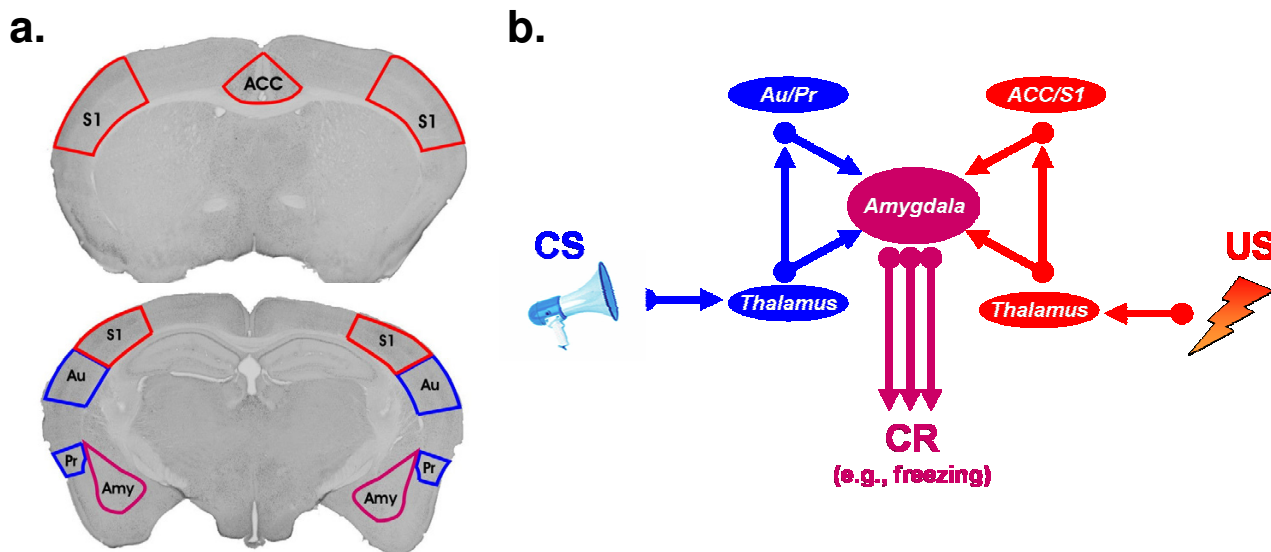 a.
ACC
S1
S1
S1
S1
Au
Au
Pr
Pr
Amy
Amy
b.
Au/Pr
ACC/S1
Amygdala
CS
US
Thalamus
Thalamus
CR
(e.g., freezing)